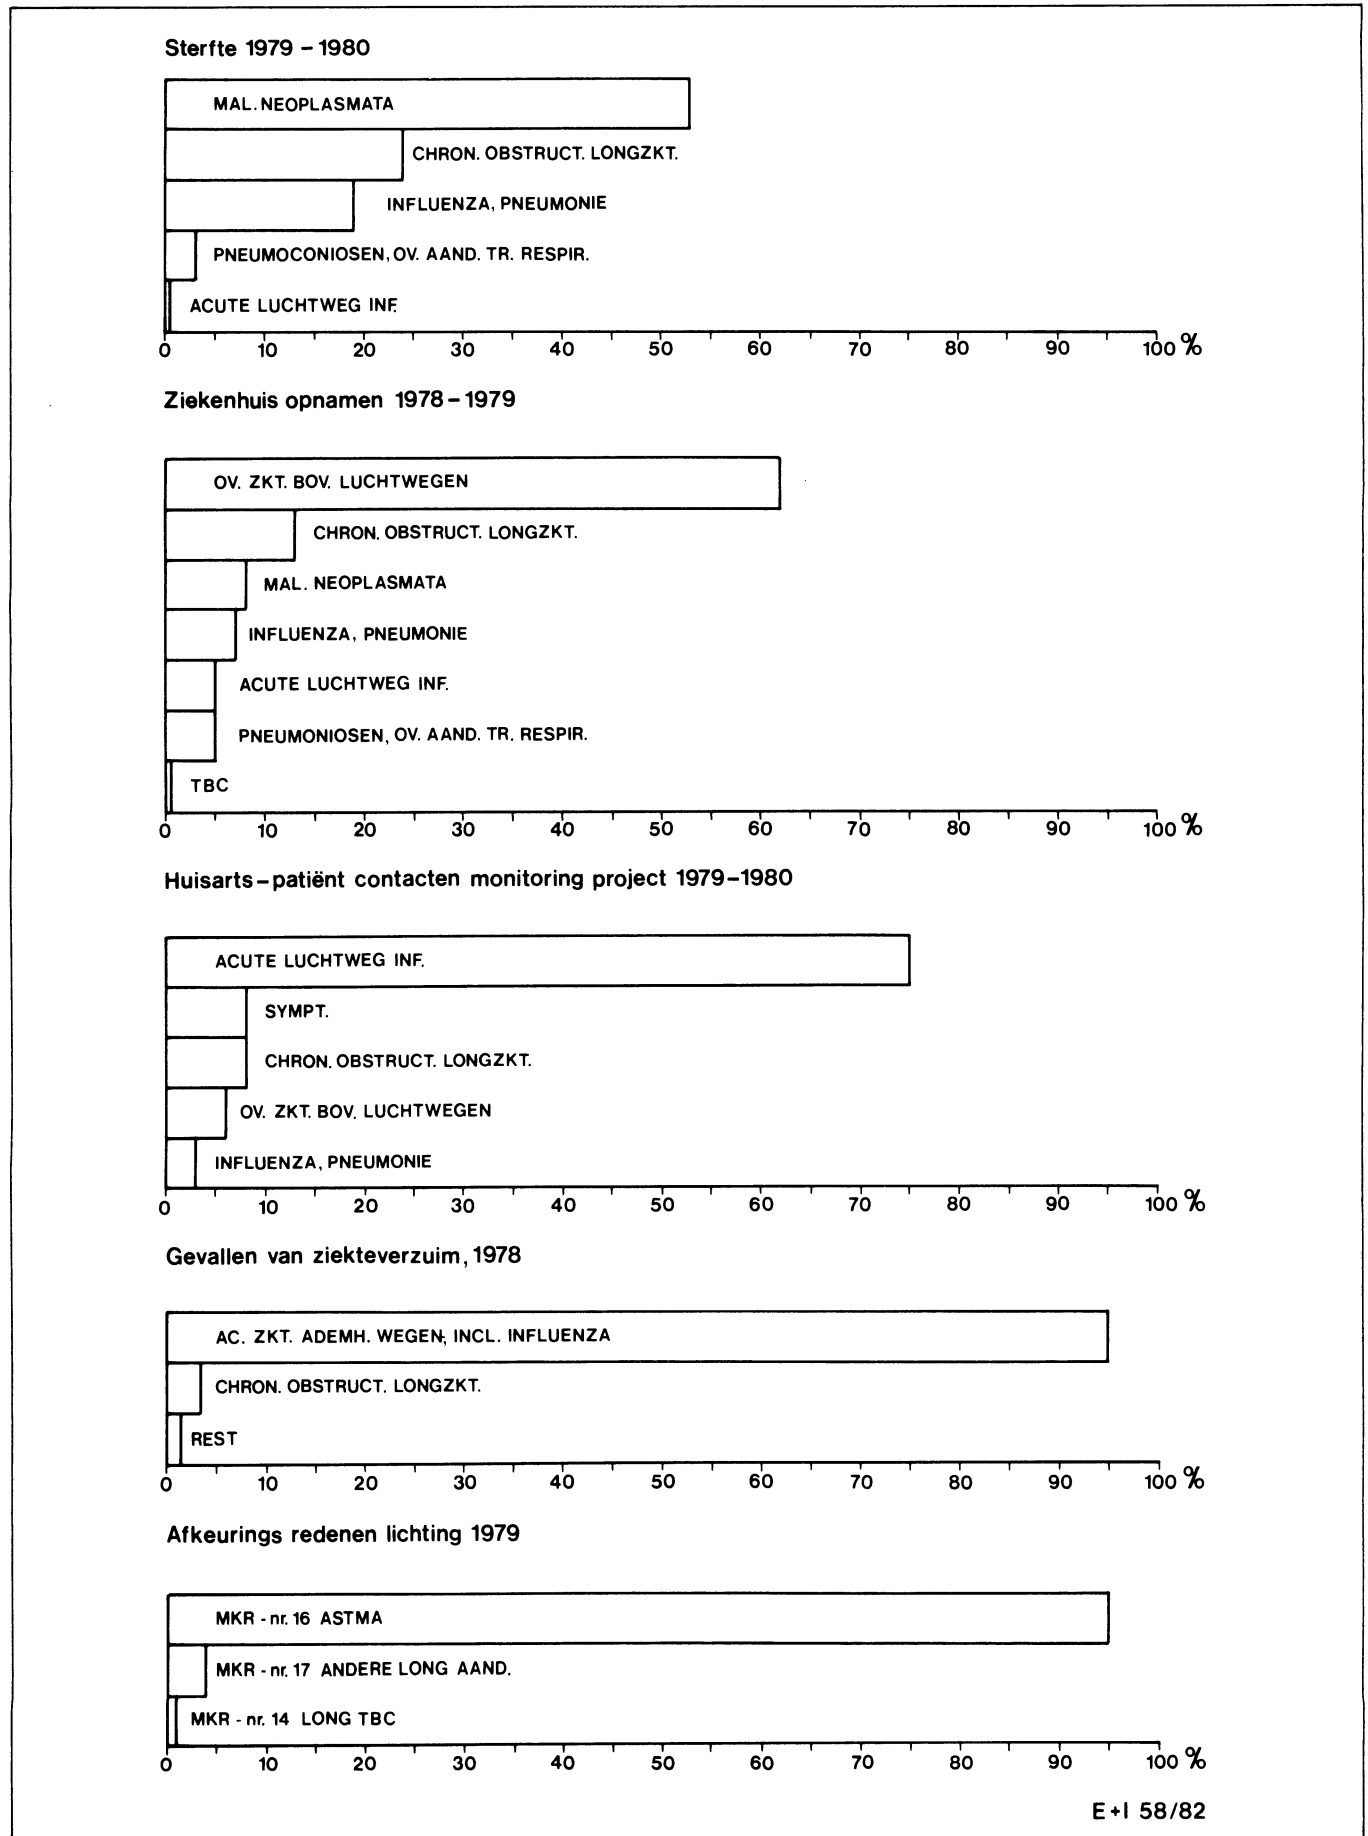 Sterfte 1979 – 1980
MAL. NEOPLASMATA
CHRON. OBSTRUCT. LONGZKT.
INFLUENZA, PNEUMONIE
PNEUMOCONIOSEN, OV. AAND. TR. RESPIR.
ACUTE LUCHTWEG INF.
0 10 20 30 40 50 60 70 80 90 100 %
Ziekenhuis opnamen 1978 – 1979
OV. ZKT. BOV. LUCHTWEGEN
CHRON. OBSTRUCT. LONGZKT.
MAL. NEOPLASMATA
INFLUENZA, PNEUMONIE
ACUTE LUCHTWEG INF.
PNEUMONIOSEN, OV. AAND. TR. RESPIR.
TBC
0 10 20 30 40 50 60 70 80 90 100 %
Huisarts – patiënt contacten monitoring project 1979 – 1980
ACUTE LUCHTWEG INF.
SYMPT.
CHRON. OBSTRUCT. LONGZKT.
OV. ZKT. BOV. LUCHTWEGEN
INFLUENZA, PNEUMONIE
0 10 20 30 40 50 60 70 80 90 100 %
Gevallen van ziekteverzuim, 1978
AC. ZKT. ADEMH. WEGEN, INCL. INFLUENZA
CHRON. OBSTRUCT. LONGZKT.
REST
0 10 20 30 40 50 60 70 80 90 100 %
Afkeurings redenen lichting 1979
MKR - nr. 16 ASTMA
MKR - nr. 17 ANDERE LONG AAND.
MKR - nr. 14 LONG TBC
0 10 20 30 40 50 60 70 80 90 100 %
E+I 58/82